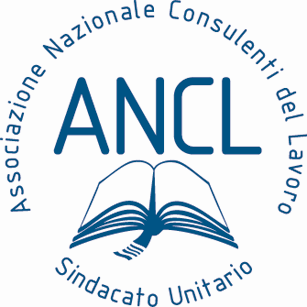 Associazione Nazionale Consulenti del Lavoro
ANCL
Sindacato Unitario